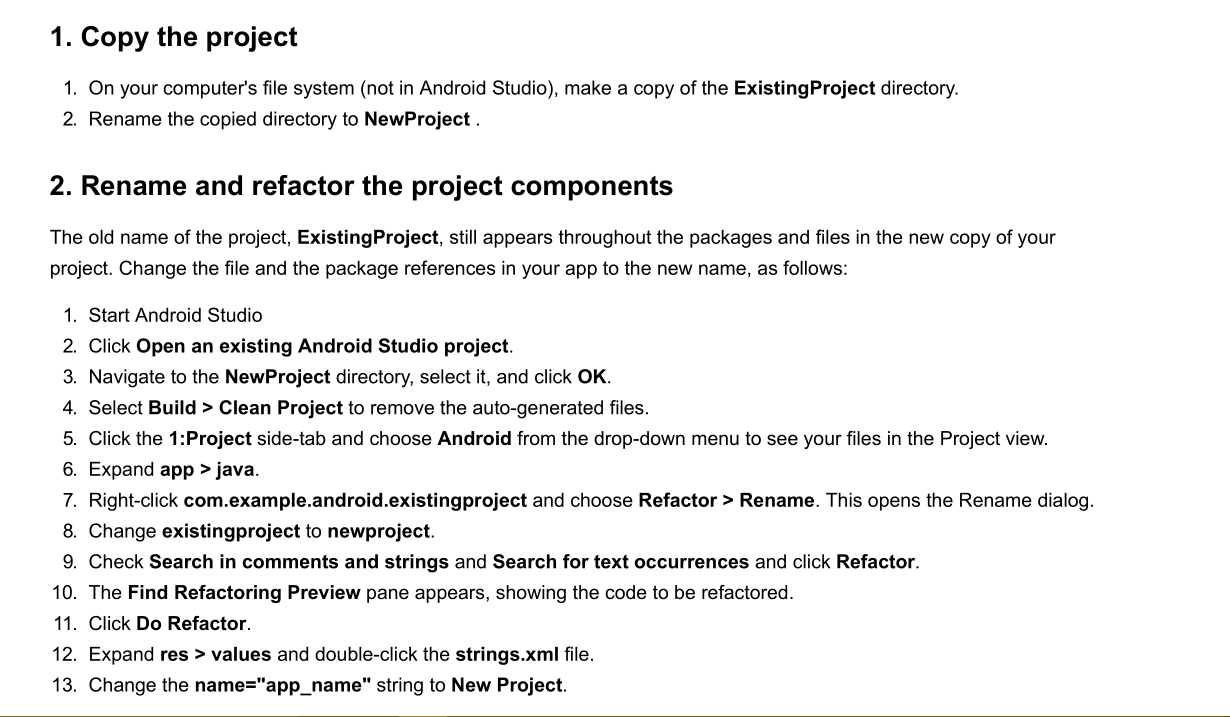 1. Copy the project
1. On your computer's file system (not in Android Studio), make a copy of the ExistingProject directory.
2. Rename the copied directory to NewProject .
2. Rename and refactor the project components
The old name of the project, ExistingProject, still appears throughout the packages and files in the new copy of your
project. Change the file and the package references in your app to the new name, as follows:
1. Start Android Studio
2. Click Open an existing Android Studio project.
3. Navigate to the NewProject directory, select it, and click OK.
4. Select Build > Clean Project to remove the auto-generated files.
5. Click the 1:Project side-tab and choose Android from the drop-down menu to see your files in the Project view.
6. Expand app > java.
7. Right-click com.example.android.existingproject and choose Refactor > Rename. This opens the Rename dialog.
8. Change existingproject to newproject.
9. Check Search in comments and strings and Search for text occurrences and click Refactor.
10. The Find Refactoring Preview pane appears, showing the code to be refactored.
11. Click Do Refactor.
12. Expand res > values and double-click the strings.xml file.
13. Change the name="app_name" string to New Project.